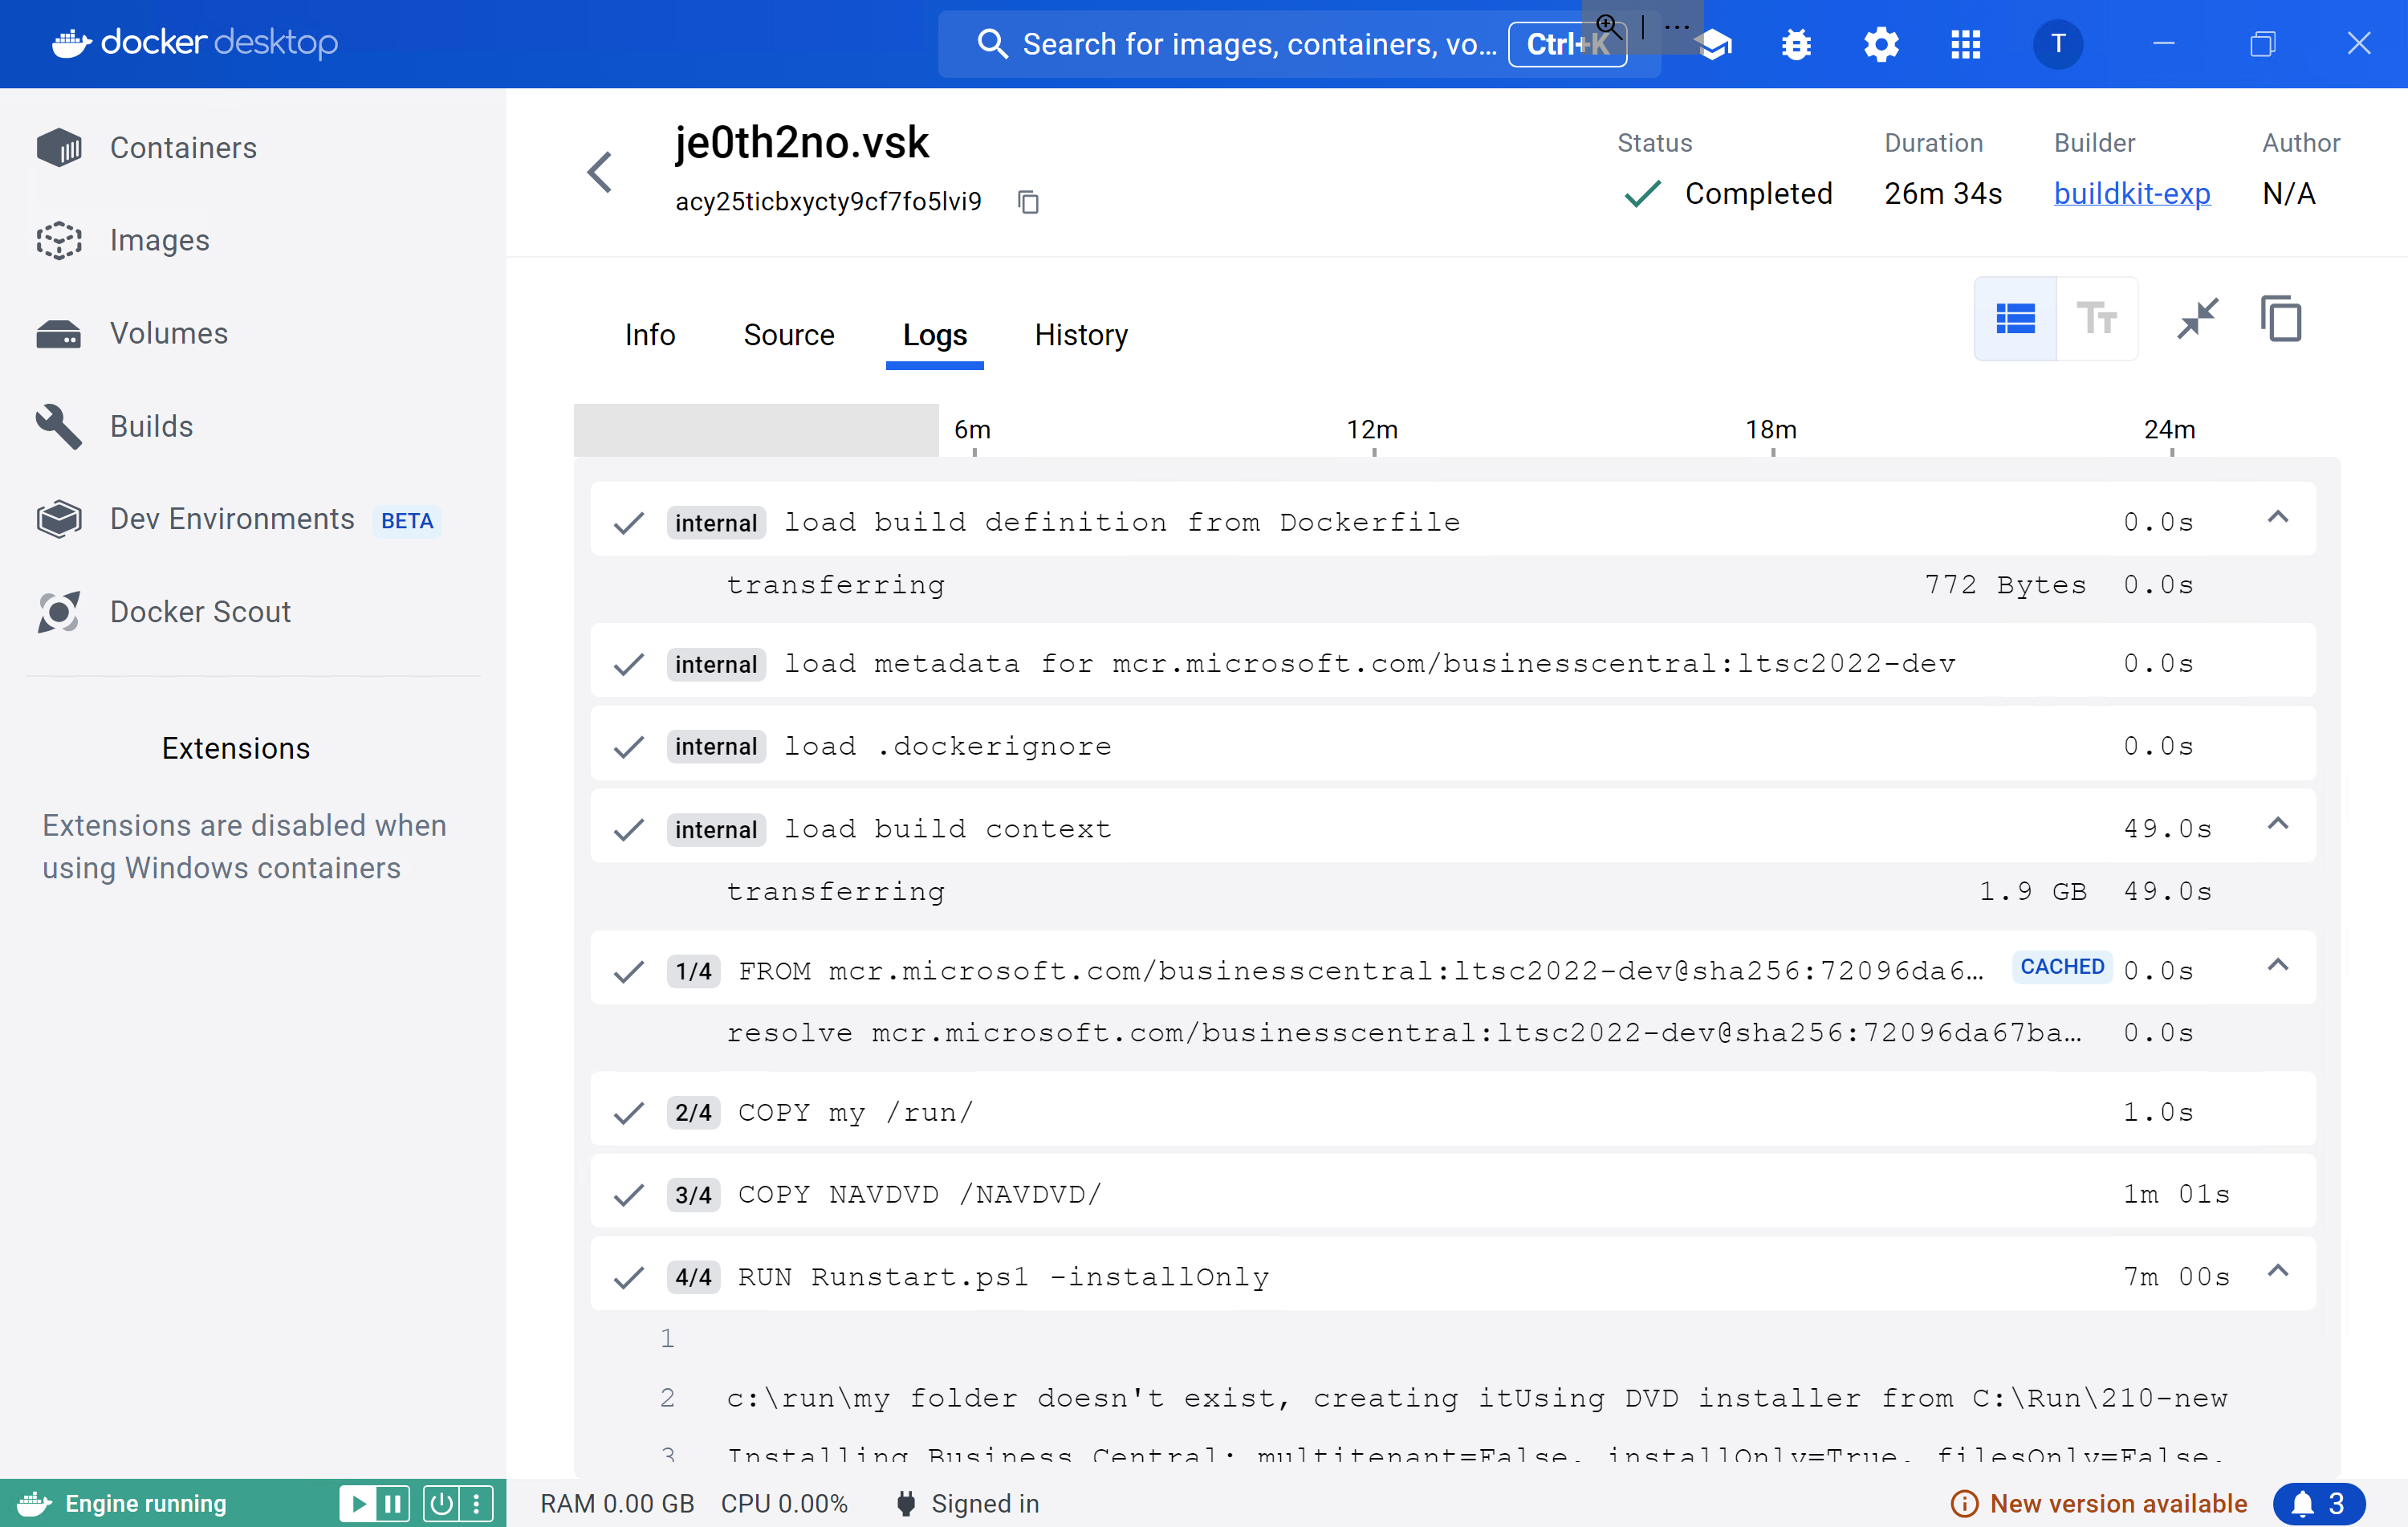 docker desktop
Search for images, containers, vo... Ctrl+K
T
Containers
Images
Volumes
Builds
Dev Environments BETA
Docker Scout
Extensions
Extensions are disabled when
using Windows containers
je0th2no.vsk
acy25ticbxycty9cf7fo5lvi9
Status Duration Builder Author
Completed 26m 34s buildkit-exp N/A
Info Source Logs History
6m 12m 18m 24m
internal load build definition from Dockerfile 0.0s
transferring 772 Bytes 0.0s
internal load metadata for mcr.microsoft.com/businesscentral:ltsc2022-dev 0.0s
internal load .dockerignore 0.0s
internal load build context 49.0s
transferring 1.9 GB 49.0s
1/4 FROM mcr.microsoft.com/businesscentral:ltsc2022-dev@sha256:72096da6... CACHED 0.0s
resolve mcr.microsoft.com/businesscentral:ltsc2022-dev@sha256:72096da67ba... 0.0s
2/4 COPY my /run/ 1.0s
3/4 COPY NAVDVD /NAVDVD/ 1m 01s
4/4 RUN Runstart.ps1 -installOnly 7m 00s
1
2 c:\run\my folder doesn't exist, creating itUsing DVD installer from C:\Run\210-new
3 Installing Business Central: multitenant=False, installOnly=True, filesOnly=False,
Engine running
RAM 0.00 GB CPU 0.00% Signed in
New version available 3